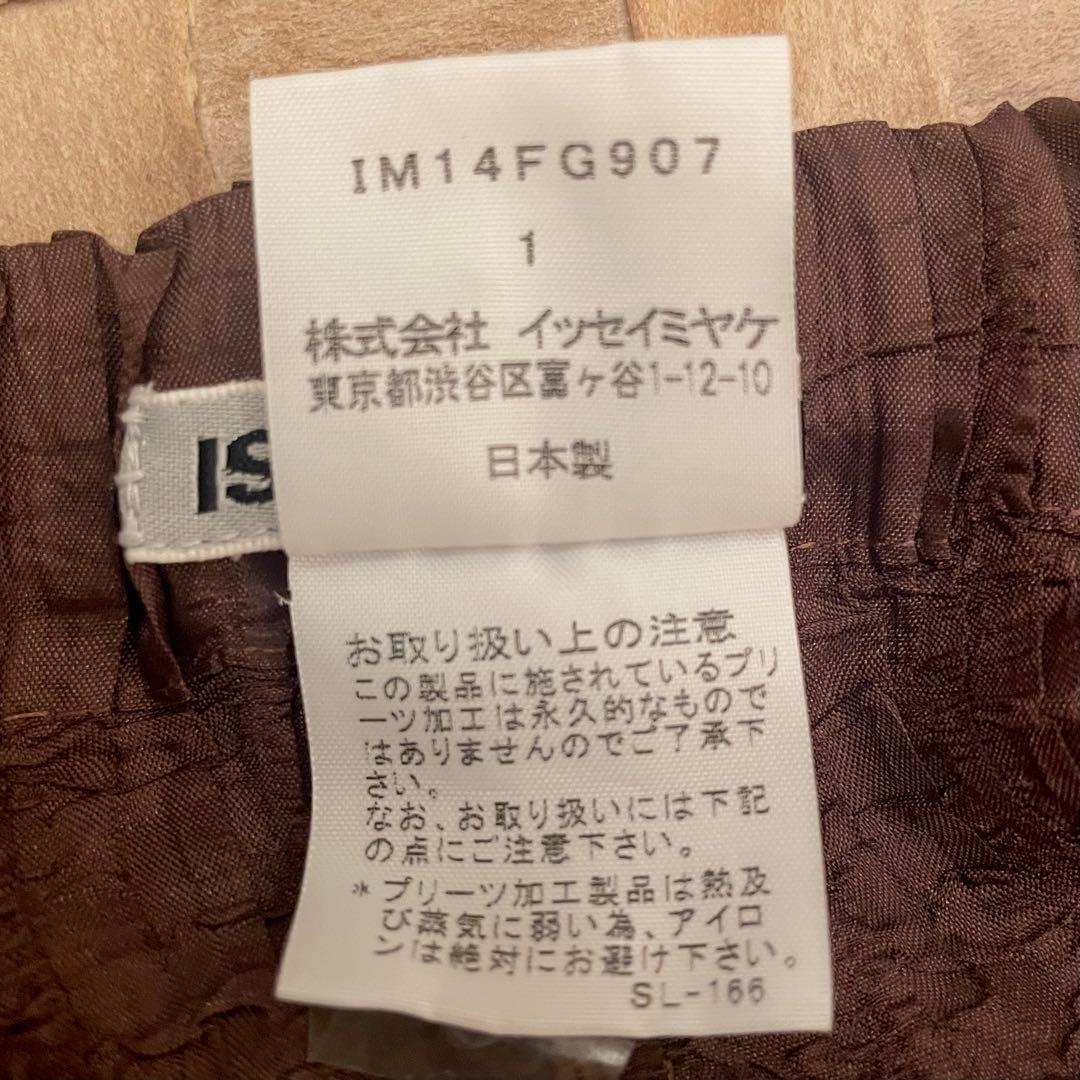 IM14FG907
1
株式会社 イッセイミヤケ
東京都渋谷区富ヶ谷1-12-10
日本製
IS
お取り扱い上の注意
この製品に施されているプリ
ーツ加工は永久的なもので
はありませんのでご了承下
さい。
なお、お取り扱いには下記
の点にご注意下さい。
＊プリーツ加工製品は熱及
び蒸気に弱い為、アイロ
ンは絶対にお避け下さい。
SL-166